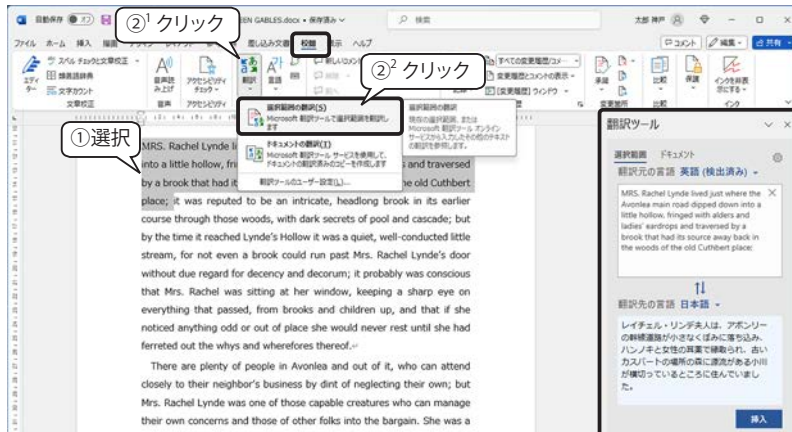 自動保存 オフ
EEN GABLES.docx • 保存済み
検索
太郎 神戸
ファイル ホーム 挿入 描画 差し込み文書 校閲 表示 ヘルプ
コメント 編集 共有
②¹ クリック
スペル チェックと文章校正
類義語辞典
文字カウント
エディター
文章校正
音声読み上げ
音声
アクセシビリティ チェック
アクセシビリティ
翻訳
言語
新しいコメント
すべての変更履歴/コメ…
変更履歴とコメントの表示
[変更履歴] ウィンドウ
承諾
変更箇所
比較
比較
保護
インクを非表示にする
インク
②² クリック
選択範囲の翻訳(S)
Microsoft 翻訳ツールで選択範囲を翻訳し
ます
ドキュメントの翻訳(T)
Microsoft 翻訳ツール サービスを使用して、
ドキュメントの翻訳済みのコピーを作成します
翻訳ツールのユーザー設定(L)...
選択範囲の翻訳
現在の選択範囲、または
Microsoft 翻訳ツール オンライン
サービスから入力したその他のテキスト
の翻訳を参照します。
①選択
MRS. Rachel Lynde li
into a little hollow, fri s and traversed
by a brook that had it he old Cuthbert
place; it was reputed to be an intricate, headlong brook in its earlier
course through those woods, with dark secrets of pool and cascade; but
by the time it reached Lynde's Hollow it was a quiet, well-conducted little
stream, for not even a brook could run past Mrs. Rachel Lynde's door
without due regard for decency and decorum; it probably was conscious
that Mrs. Rachel was sitting at her window, keeping a sharp eye on
everything that passed, from brooks and children up, and that if she
noticed anything odd or out of place she would never rest until she had
ferreted out the whys and wherefores thereof.
There are plenty of people in Avonlea and out of it, who can attend
closely to their neighbor's business by dint of neglecting their own; but
Mrs. Rachel Lynde was one of those capable creatures who can manage
their own concerns and those of other folks into the bargain. She was a
翻訳ツール
選択範囲 ドキュメント
翻訳元の言語 英語 (検出済み)
MRS. Rachel Lynde lived just where the
Avonlea main road dipped down into a
little hollow, fringed with alders and
ladies' eardrops and traversed by a
brook that had its source away back in
the woods of the old Cuthbert place;
翻訳先の言語 日本語
レイチェル・リンデ夫人は、アボンリー
の幹線道路が小さなくぼみに落ち込み、
ハンノキと女性の耳薬で縁取られ、古い
カスバートの場所の森に源流がある小川
が横切っているところに住んでいまし
た。
挿入